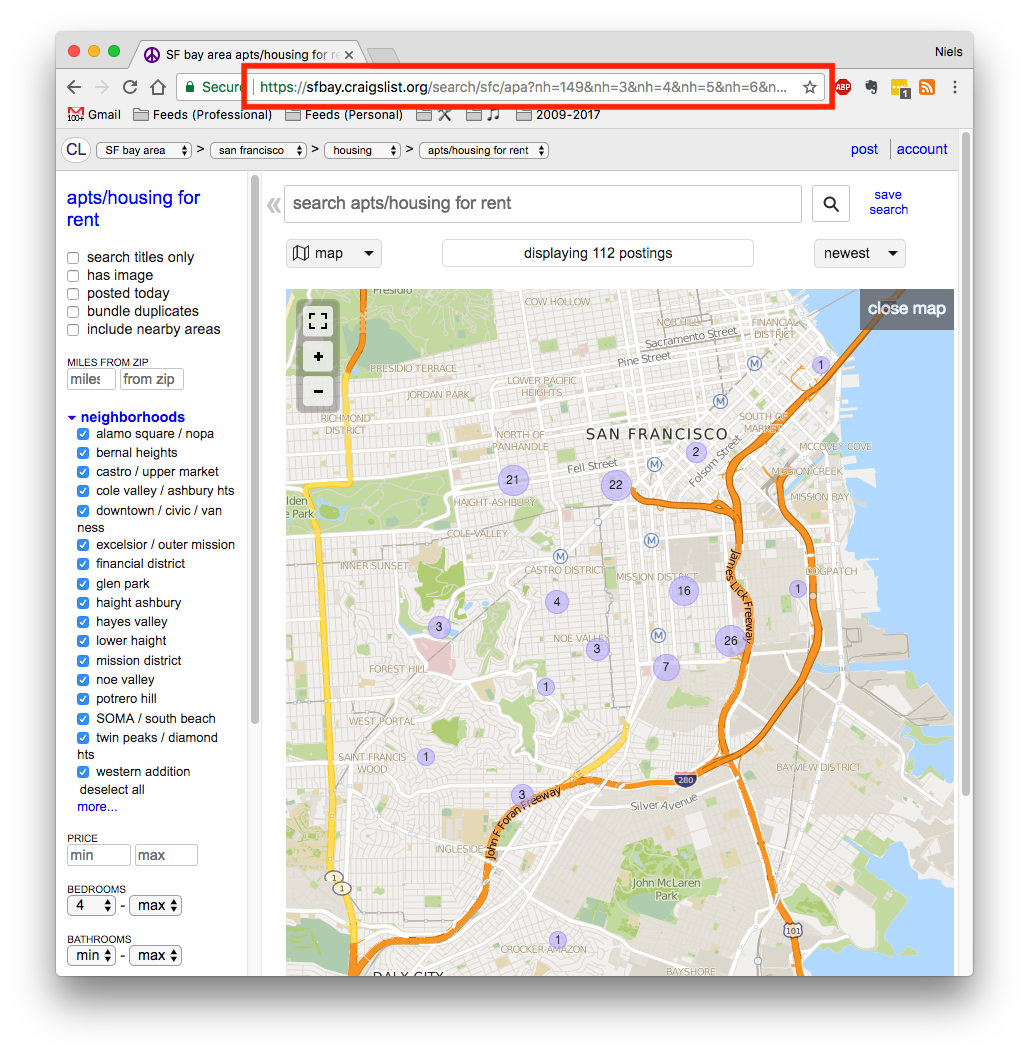 SF bay area apts/housing for re
Niels
Secure
https://sfbay.craigslist.org/search/sfc/apa?nh=149&nh=3&nh=4&nh=5&nh=6&n...
ABP
1
100+
Gmail
Feeds (Professional)
Feeds (Personal)
2009-2017
CL
SF bay area > san francisco > housing > apts/housing for rent
post
account
apts/housing for
rent
search titles only
has image
posted today
bundle duplicates
include nearby areas
MILES FROM ZIP
miles
from zip
neighborhoods
alamo square / nopa
bernal heights
castro / upper market
cole valley / ashbury hts
downtown / civic / van
ness
excelsior / outer mission
financial district
glen park
haight ashbury
hayes valley
lower haight
mission district
noe valley
potrero hill
SOMA / south beach
twin peaks / diamond
hts
western addition
deselect all
more...
PRICE
min
max
BEDROOMS
4 - max
BATHROOMS
min - max
«
search apts/housing for rent
save
search
map
displaying 112 postings
newest
close map
+
−
Presidio
COW HOLLOW
NOB HILL
FINANCIAL
DISTRICT
Sacramento Street
Pine Street
PRESIDIO TERRACE
M
1
LOWER PACIFIC
HEIGHTS
JORDAN PARK
M
RICHMOND
DISTRICT
SOUTH OF
MARKET
NORTH OF
PANHANDLE
SAN FRANCISCO
MCCOVEY COVE
2
Folsom Street
Fell Street
M
MISSION CREEK
21
22
MISSION BAY
HAIGHT-ASHBURY
lden
e Park
COLE VALLEY
M
M
INNER SUNSET
CASTRO DISTRICT
MISSION DISTRICT
James Lick Freeway
DOGPATCH
16
1
4
3
M
NOE VALLEY
26
3
7
FOREST HILL
1
WEST PORTAL
SAINT FRANCIS
WOOD
1
BAYVIEW DISTRICT
280
3
John F Foran Freeway
Silver Avenue
INGLESIDE
1
1
John McLaren
Park
101
1
CROCKER AMAZON
BAYSHORE
DALY CITY